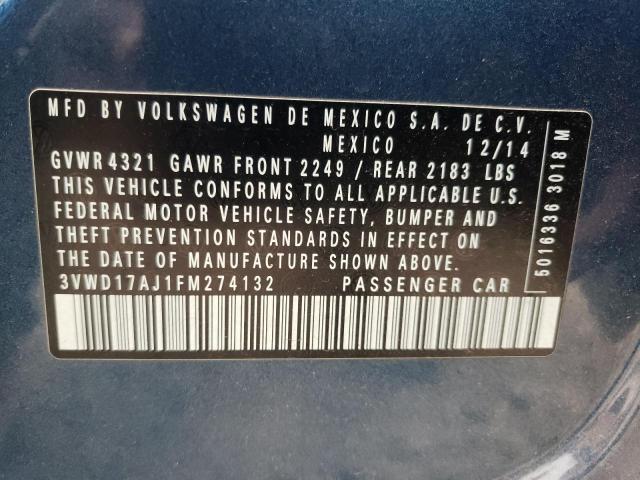 MFD BY VOLKSWAGEN DE MEXICO S.A. DE C.V.
MEXICO 12/14
GVWR 4321 GAWR FRONT 2249 / REAR 2183 LBS
THIS VEHICLE CONFORMS TO ALL APPLICABLE U.S.
FEDERAL MOTOR VEHICLE SAFETY, BUMPER AND
THEFT PREVENTION STANDARDS IN EFFECT ON
THE DATE OF MANUFACTURE SHOWN ABOVE.
3VWD17AJ1FM274132 PASSENGER CAR
5016336 3018 M